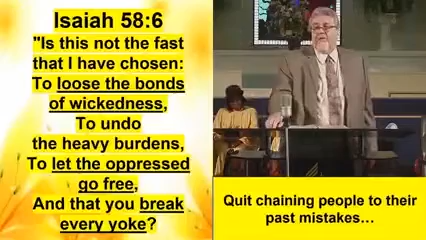 Isaiah 58:6
"Is this not the fast
that I have chosen:
To loose the bonds
of wickedness,
To undo
the heavy burdens,
To let the oppressed
go free,
And that you break
every yoke?
Quit chaining people to their
past mistakes…